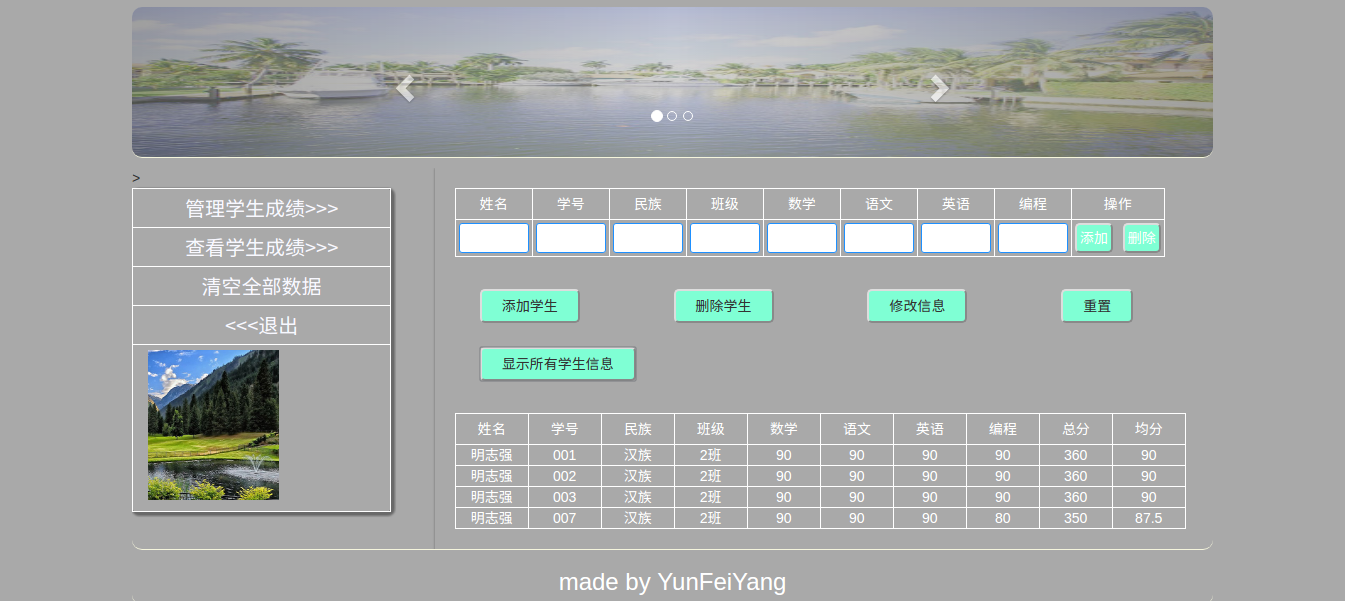 >
管理学生成绩>>>
查看学生成绩>>>
清空全部数据
<<<退出
姓名 学号 民族 班级 数学 语文 英语 编程 操作
添加 删除
添加学生 删除学生 修改信息 重置
显示所有学生信息
姓名 学号 民族 班级 数学 语文 英语 编程 总分 均分
明志强 001 汉族 2班 90 90 90 90 360 90
明志强 002 汉族 2班 90 90 90 90 360 90
明志强 003 汉族 2班 90 90 90 90 360 90
明志强 007 汉族 2班 90 90 90 80 350 87.5
made by YunFeiYang